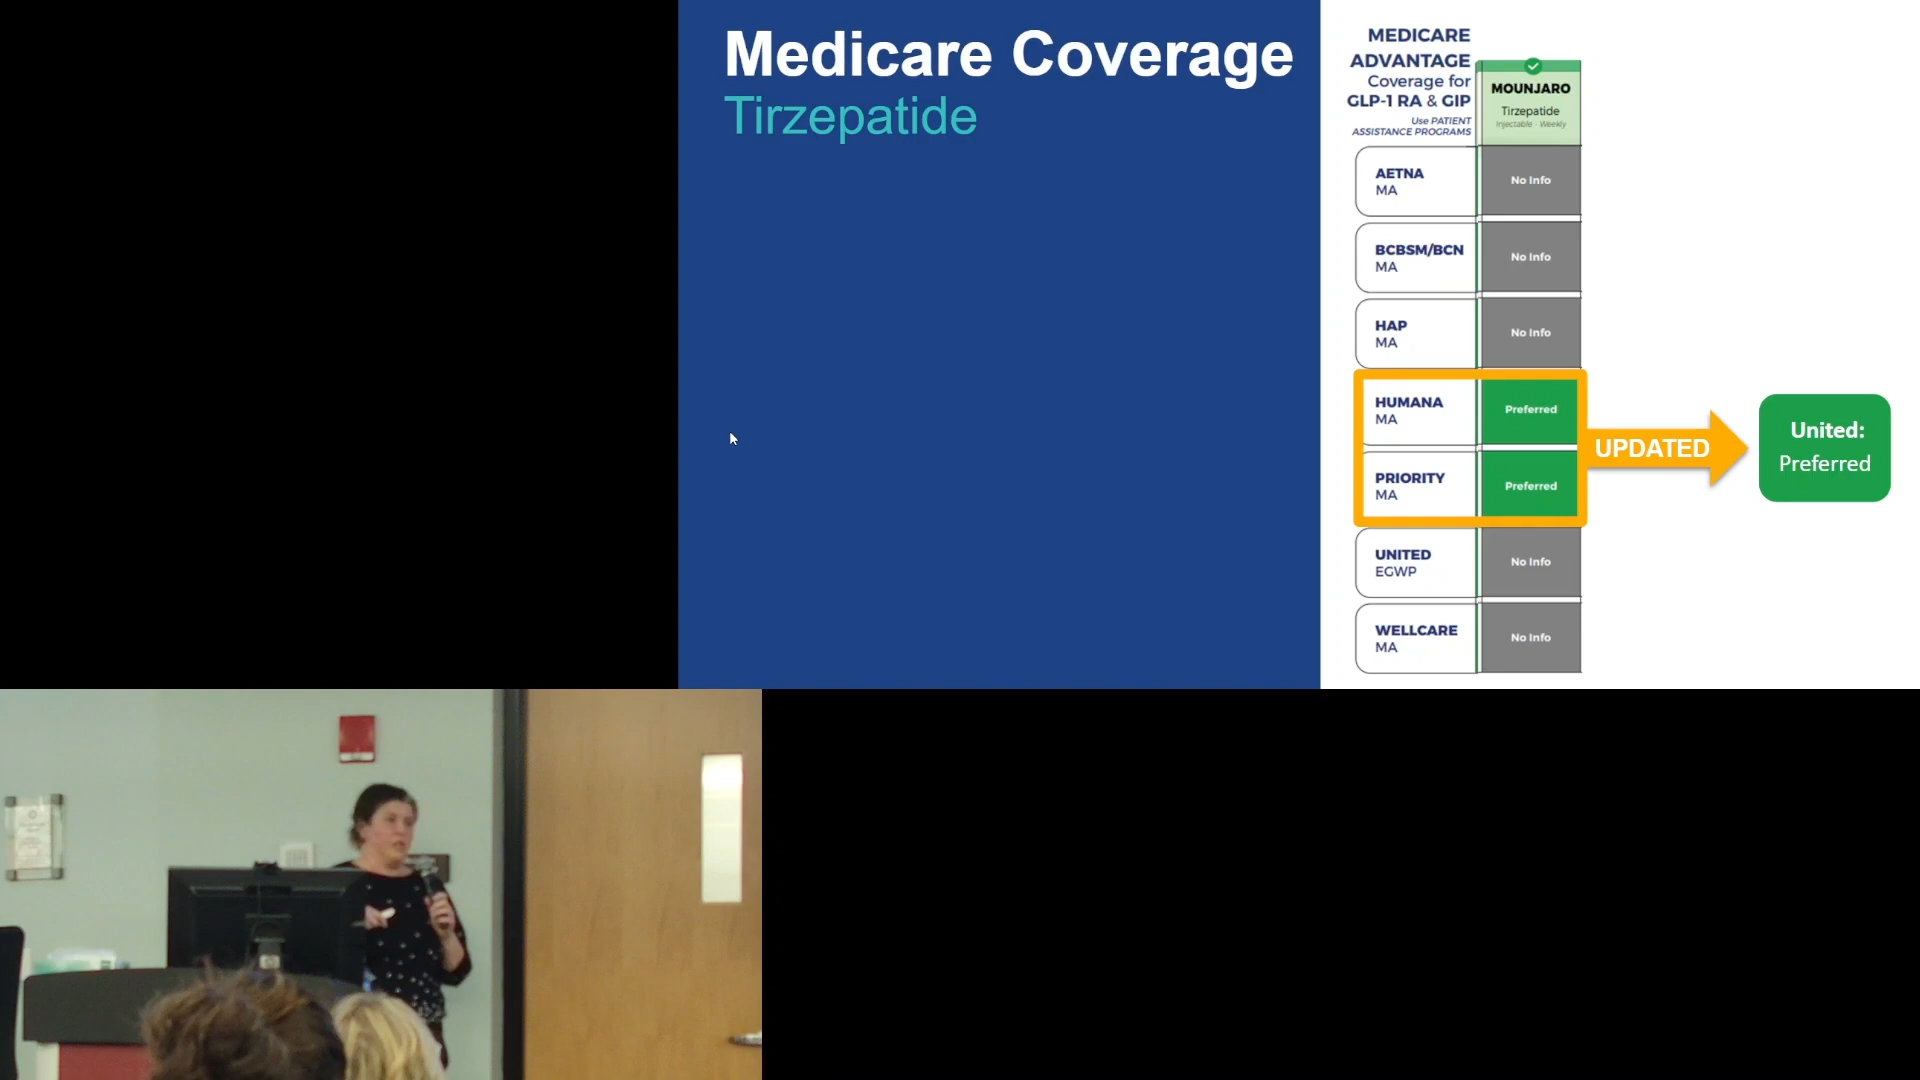 Medicare Coverage
Tirzepatide
MEDICARE
ADVANTAGE
Coverage for
GLP-1 RA & GIP
Use PATIENT
ASSISTANCE PROGRAMS
MOUNJARO
Tirzepatide
Injectable - Weekly
AETNA
MA
No Info
BCBSM/BCN
MA
No Info
HAP
MA
No Info
HUMANA
MA
Preferred
PRIORITY
MA
Preferred
UPDATED
United:
Preferred
UNITED
EGWP
No Info
WELLCARE
MA
No Info